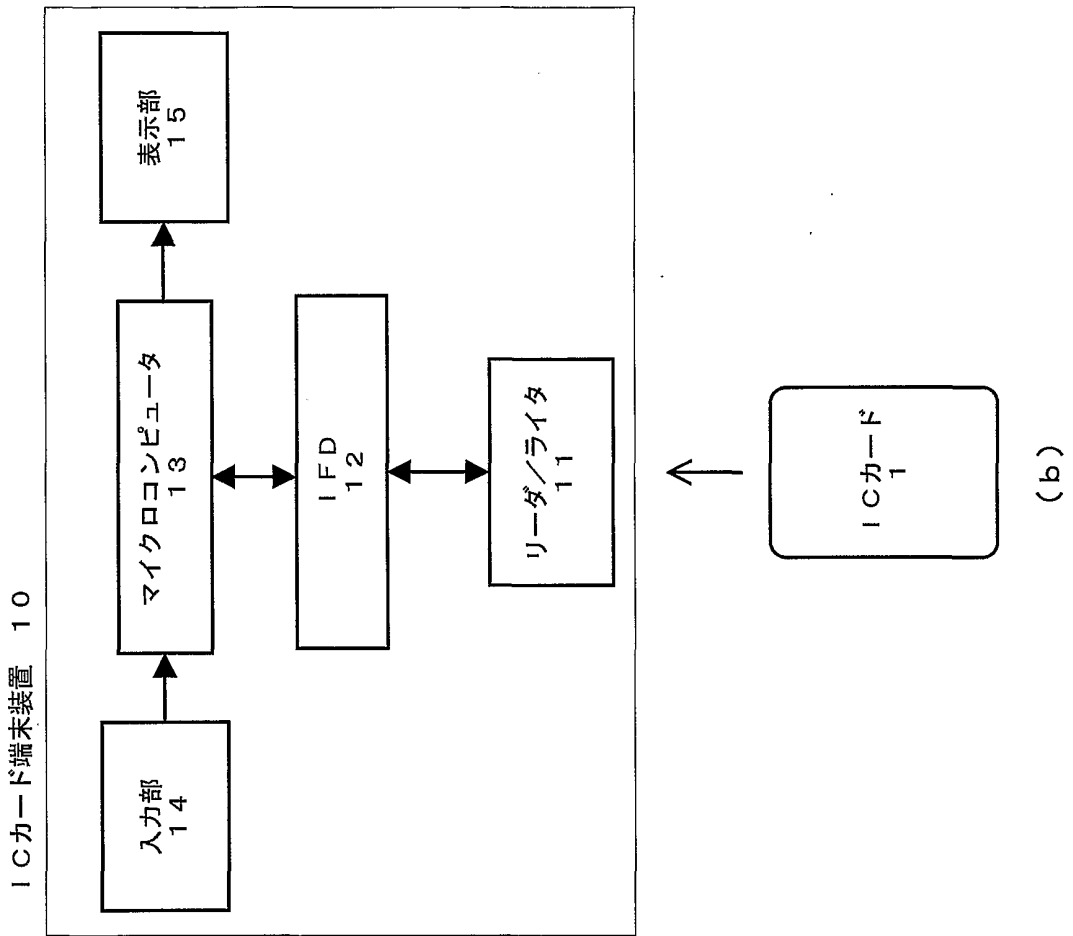 ICカード端末装置 10
入力部
14
マイクロコンピュータ
13
表示部
15
IFD
12
リーダ/ライタ
11
ICカード
1
(b)